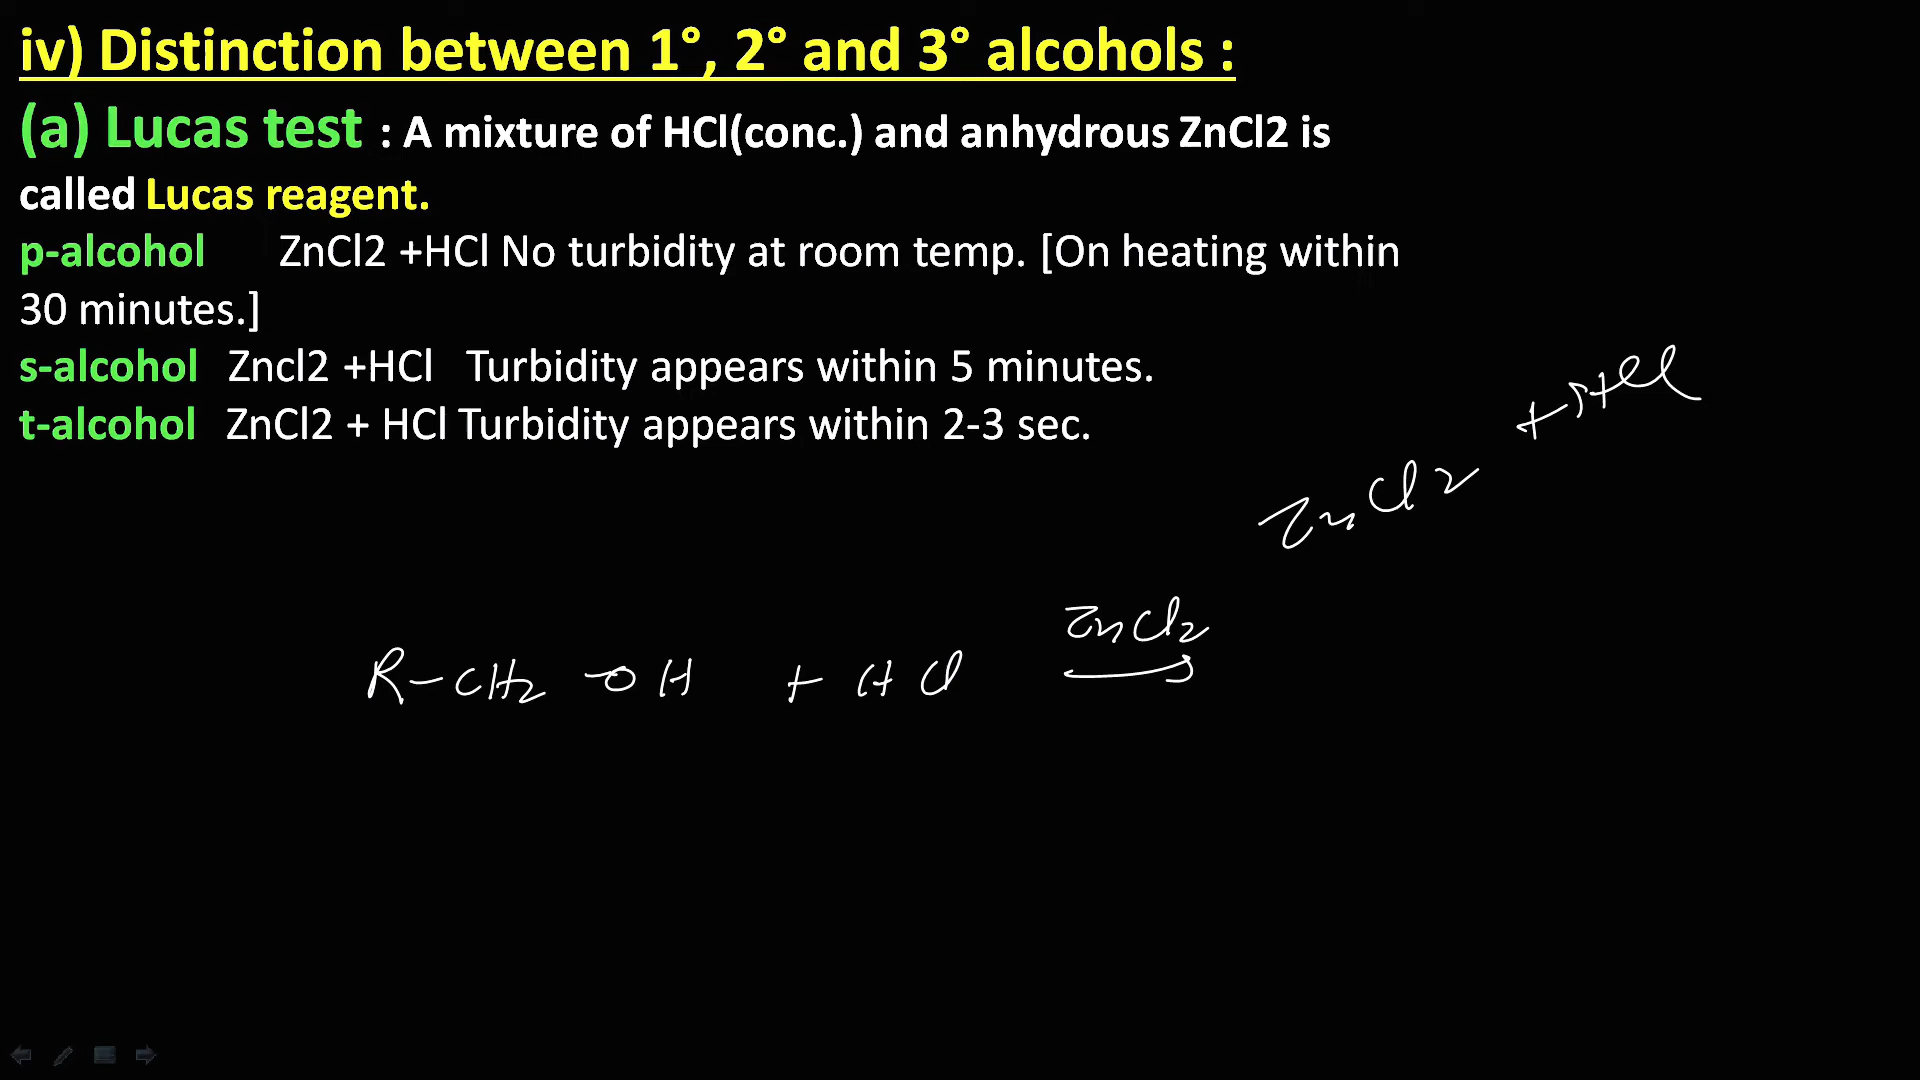 iv) Distinction between 1°, 2° and 3° alcohols :
(a) Lucas test : A mixture of HCl(conc.) and anhydrous ZnCl2 is
called Lucas reagent.
p-alcohol ZnCl2 +HCl No turbidity at room temp. [On heating within
30 minutes.]
s-alcohol Zncl2 +HCl Turbidity appears within 5 minutes.
t-alcohol ZnCl2 + HCl Turbidity appears within 2-3 sec.
ZnCl2 + HCl
ZnCl2
R-CH2-OH + HCl →